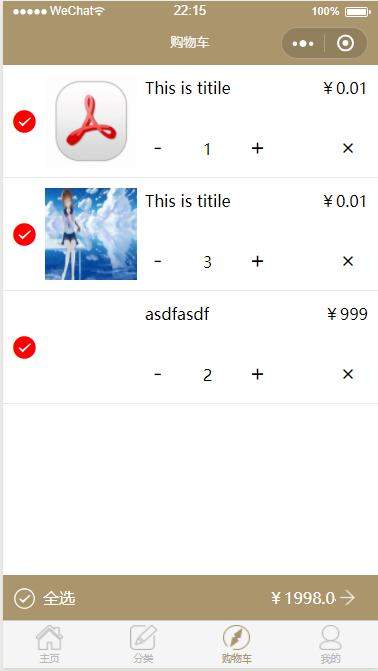 WeChat 22:15 100%
购物车
This is titile ￥0.01
- 1 + ×
This is titile ￥0.01
- 3 + ×
asdfasdf ￥999
- 2 + ×
全选 ￥1998.0
主页 分类 购物车 我的